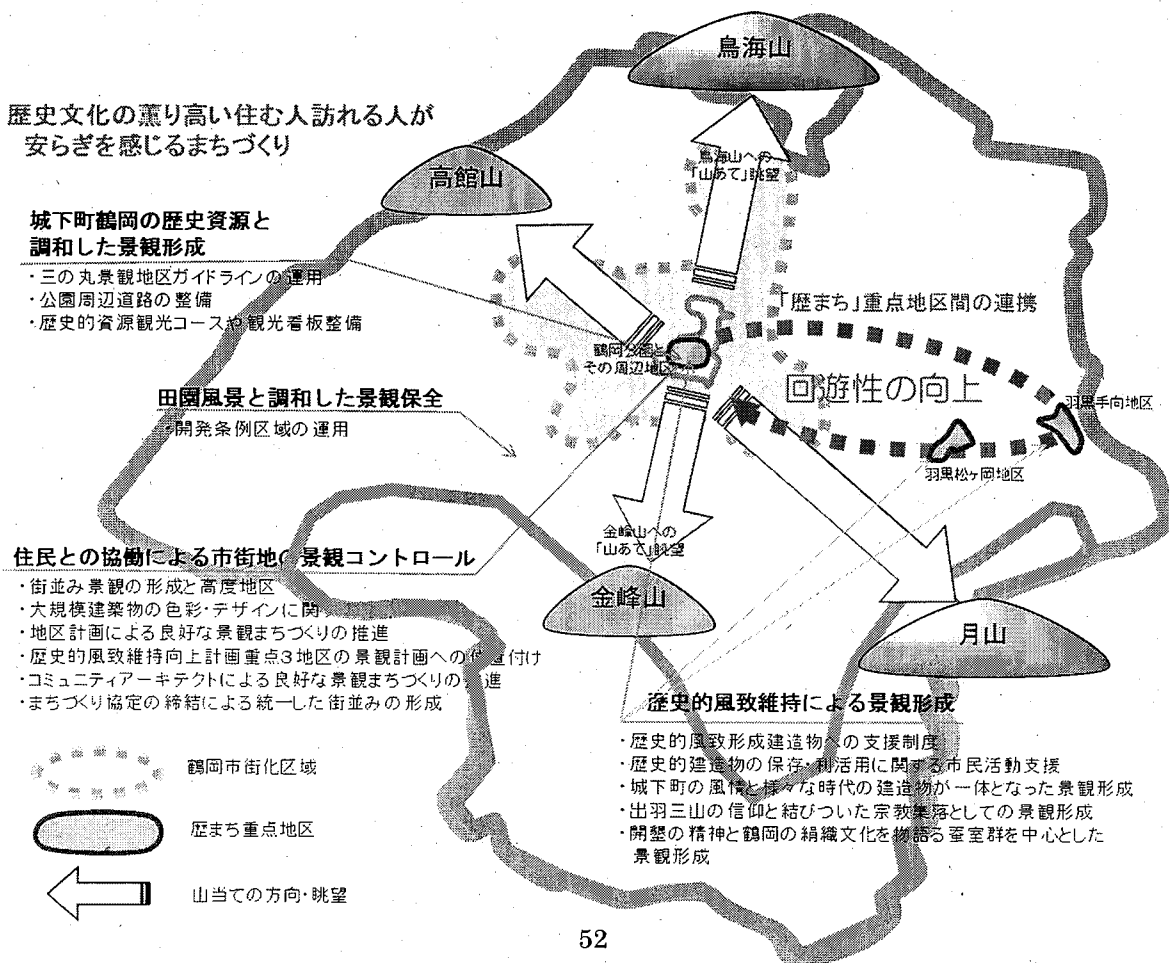 鳥海山
歴史文化の薫り高い住む人訪れる人が
安らぎを感じるまちづくり
鳥海山への
「山あて」眺望
高館山
城下町鶴岡の歴史資源と
調和した景観形成
・三の丸景観地区ガイドラインの運用
・公園周辺道路の整備
・歴史的資源観光コースや観光看板整備
「歴まち」重点地区間の連携
鶴岡公園と
その周辺地区
回遊性の向上
羽黒手向地区
田園風景と調和した景観保全
・開発条例区域の運用
羽黒松ヶ岡地区
金峰山への
「山あて」眺望
住民との協働による市街地の景観コントロール
・街並み景観の形成と高度地区
・大規模建築物の色彩・デザインに関
・地区計画による良好な景観まちづくりの推進
・歴史的風致維持向上計画重点3地区の景観計画への位置付け
・コミュニティアーキテクトによる良好な景観まちづくりの推進
・まちづくり協定の締結による統一した街並みの形成
金峰山
月山
歴史的風致維持による景観形成
・歴史的風致形成建造物への支援制度
・歴史的建造物の保存・利活用に関する市民活動支援
・城下町の風情と様々な時代の建造物が一体となった景観形成
・出羽三山の信仰と結びついた宗教集落としての景観形成
・開墾の精神と鶴岡の絹織文化を物語る蚕室群を中心とした
景観形成
鶴岡市街化区域
歴まち重点地区
山当ての方向・眺望
52